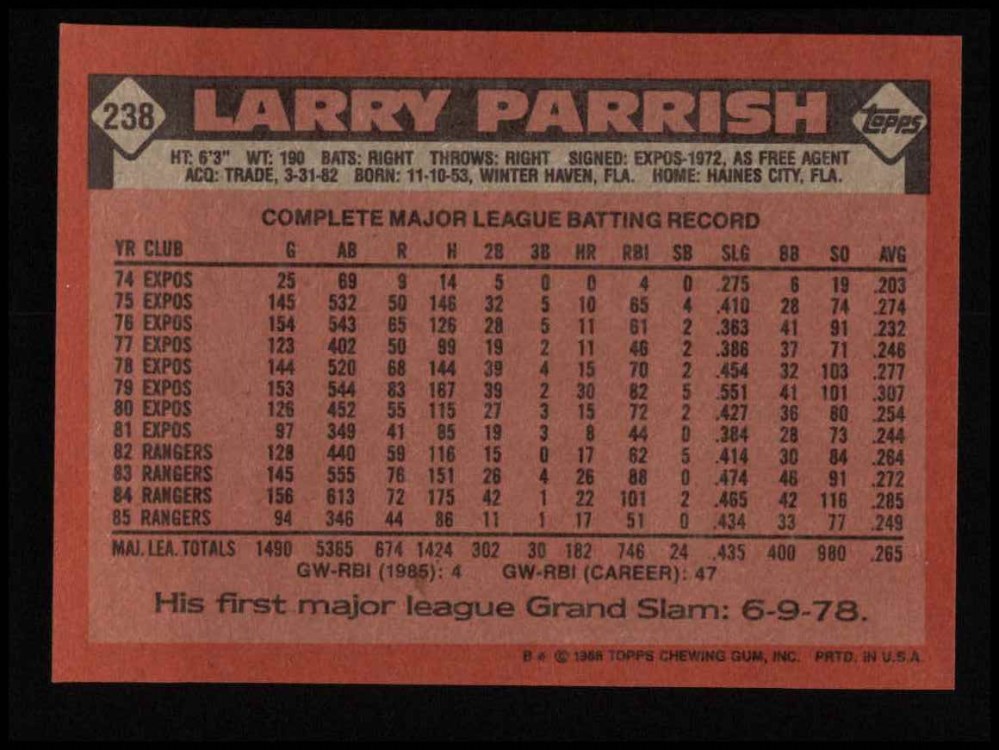 238 LARRY PARRISH Topps
HT: 6'3" WT: 190 BATS: RIGHT THROWS: RIGHT SIGNED: EXPOS-1972, AS FREE AGENT
ACQ: TRADE, 3-31-82 BORN: 11-10-53, WINTER HAVEN, FLA. HOME: HAINES CITY, FLA.
COMPLETE MAJOR LEAGUE BATTING RECORD
YR CLUB G AB R H 2B 3B HR RBI SB SLG BB SO AVG
74 EXPOS 25 69 9 14 5 0 0 4 0 .275 6 19 .203
75 EXPOS 145 532 50 146 32 5 10 65 4 .410 28 74 .274
76 EXPOS 154 543 65 126 28 5 11 61 2 .363 41 91 .232
77 EXPOS 123 402 50 99 19 2 11 46 2 .386 37 71 .246
78 EXPOS 144 520 68 144 39 4 15 70 2 .454 32 103 .277
79 EXPOS 153 544 83 167 39 2 30 82 5 .551 41 101 .307
80 EXPOS 126 452 55 115 27 3 15 72 2 .427 36 80 .254
81 EXPOS 97 349 41 85 19 3 8 44 0 .384 28 73 .244
82 RANGERS 128 440 59 116 15 0 17 62 5 .414 30 84 .264
83 RANGERS 145 555 76 151 26 4 26 88 0 .474 46 91 .272
84 RANGERS 156 613 72 175 42 1 22 101 2 .465 42 116 .285
85 RANGERS 94 346 44 86 11 1 17 51 0 .434 33 77 .249
MAJ. LEA. TOTALS 1490 5365 674 1424 302 30 182 746 24 .435 400 980 .265
GW-RBI (1985): 4 GW-RBI (CAREER): 47
His first major league Grand Slam: 6-9-78.
B * © 1986 TOPPS CHEWING GUM, INC. PRTD. IN U.S.A.